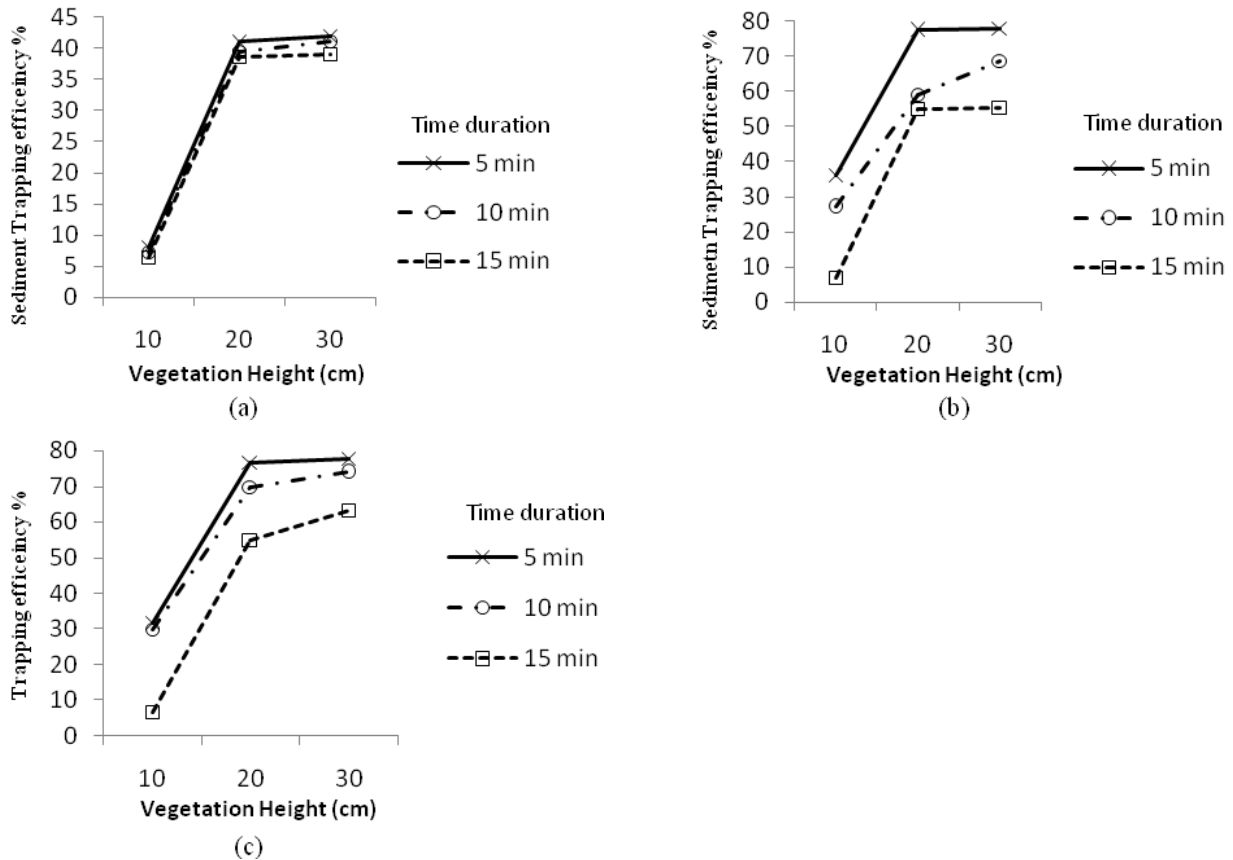 45
40
35
30
25
20
15
10
5
0
Sediment Trapping efficeincy %
10 20 30
Vegetation Height (cm)
(a)
Time duration
5 min
10 min
15 min
80
70
60
50
40
30
20
10
0
Sedimetn Trapping efficeincy %
10 20 30
Vegetation Height (cm)
(b)
Time duration
5 min
10 min
15 min
80
70
60
50
40
30
20
10
0
Trapping efficeincy %
10 20 30
Vegetation Height (cm)
(c)
Time duration
5 min
10 min
15 min